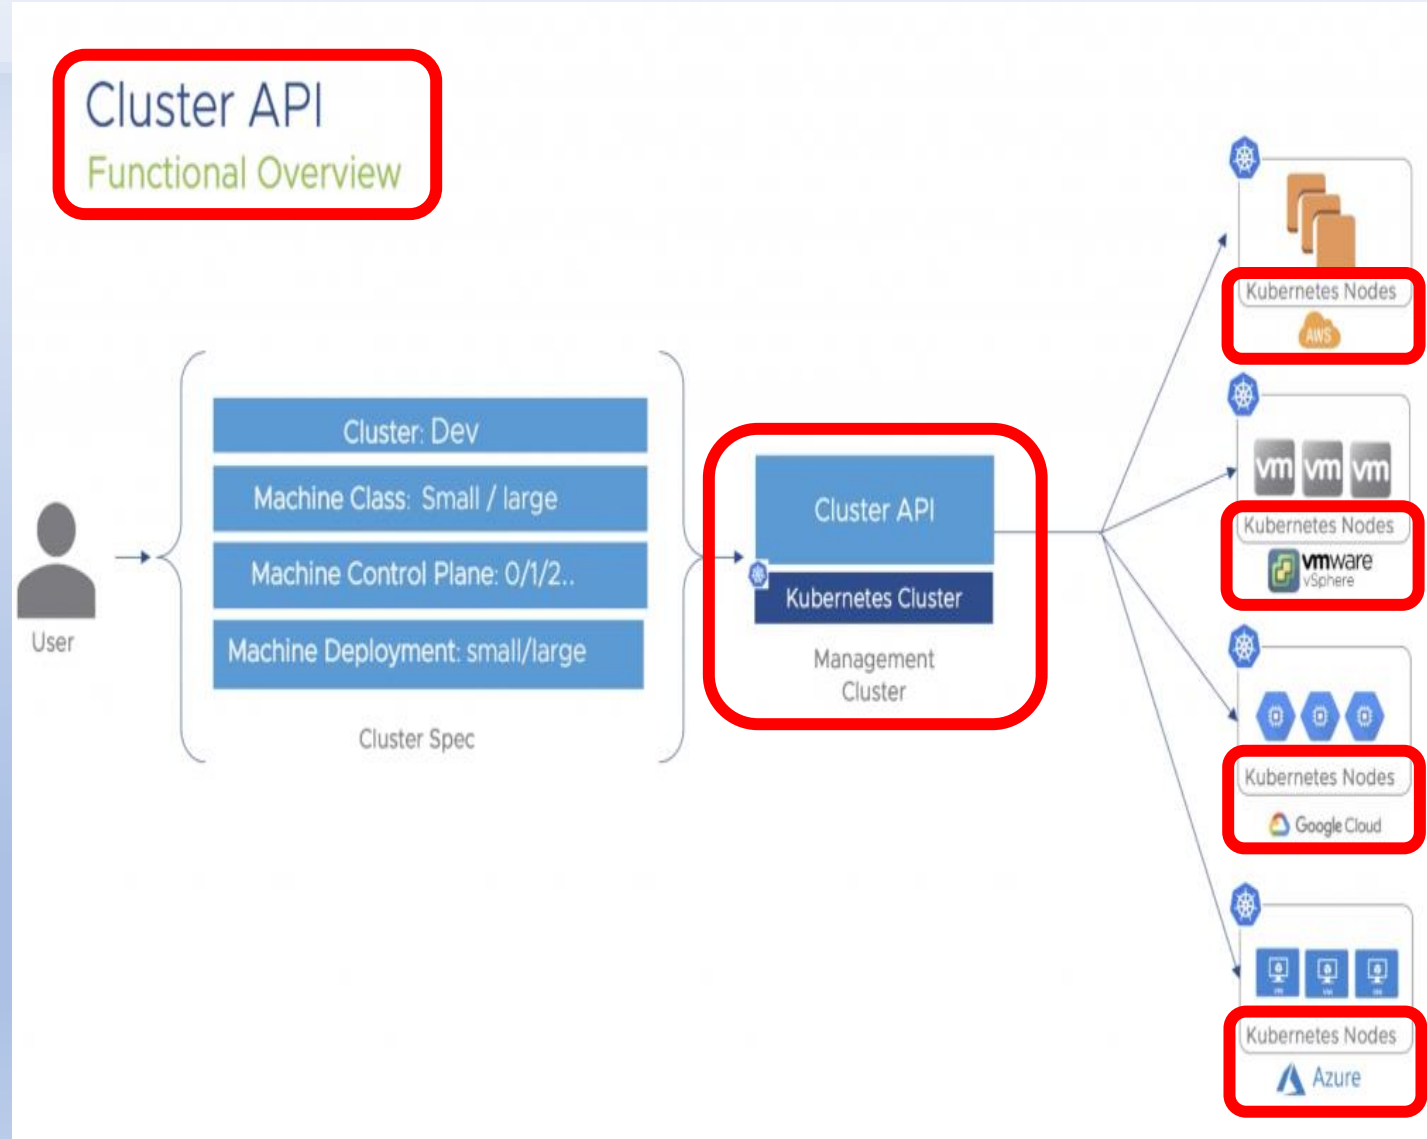 Cluster API
Functional Overview
User
Cluster: Dev
Machine Class: Small / large
Machine Control Plane: 0/1/2..
Machine Deployment: small/large
Cluster Spec
Cluster API
Kubernetes Cluster
Management
Cluster
Kubernetes Nodes
AWS
vm vm vm
Kubernetes Nodes
vmware
vSphere
Kubernetes Nodes
Google Cloud
Kubernetes Nodes
Azure